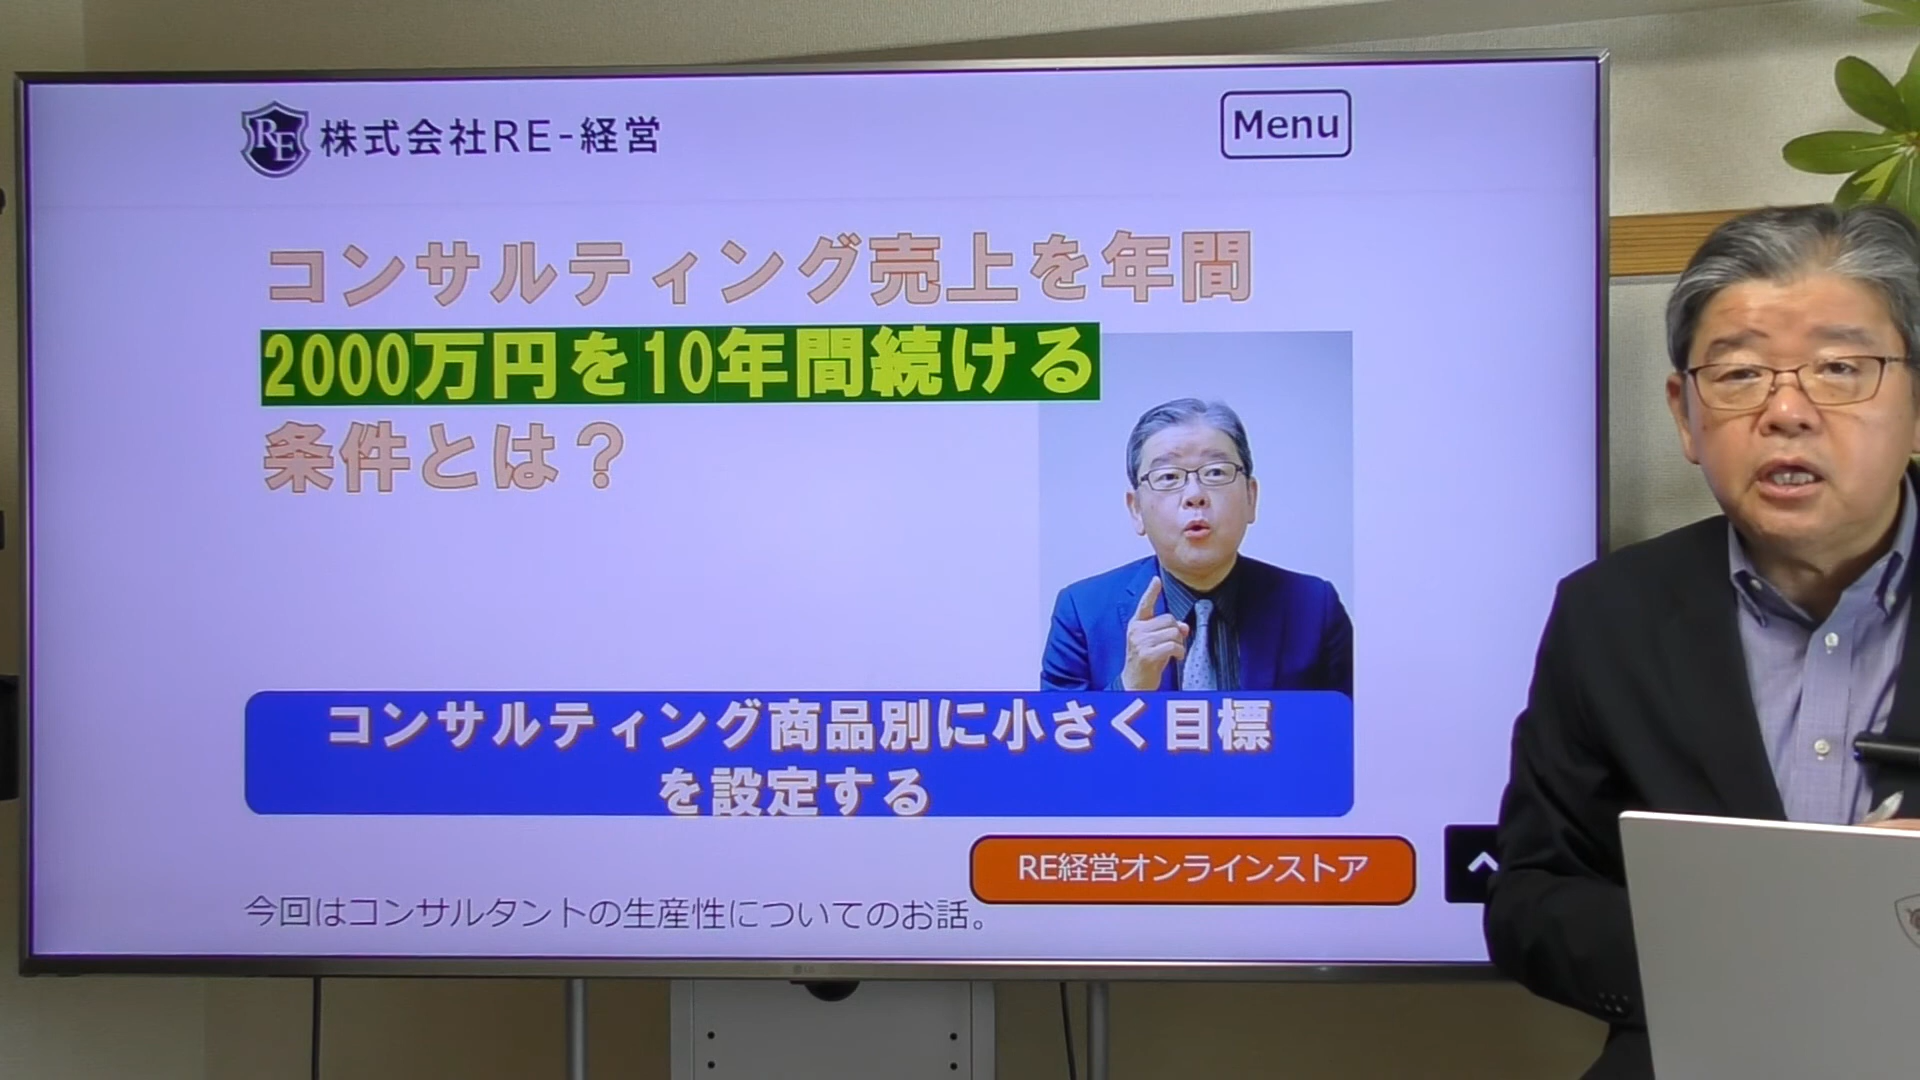 RE 株式会社RE-経営
Menu
コンサルティング売上を年間
2000万円を10年間続ける
条件とは？
コンサルティング商品別に小さく目標
を設定する
RE経営オンラインストア
今回はコンサルタントの生産性についてのお話。
LG